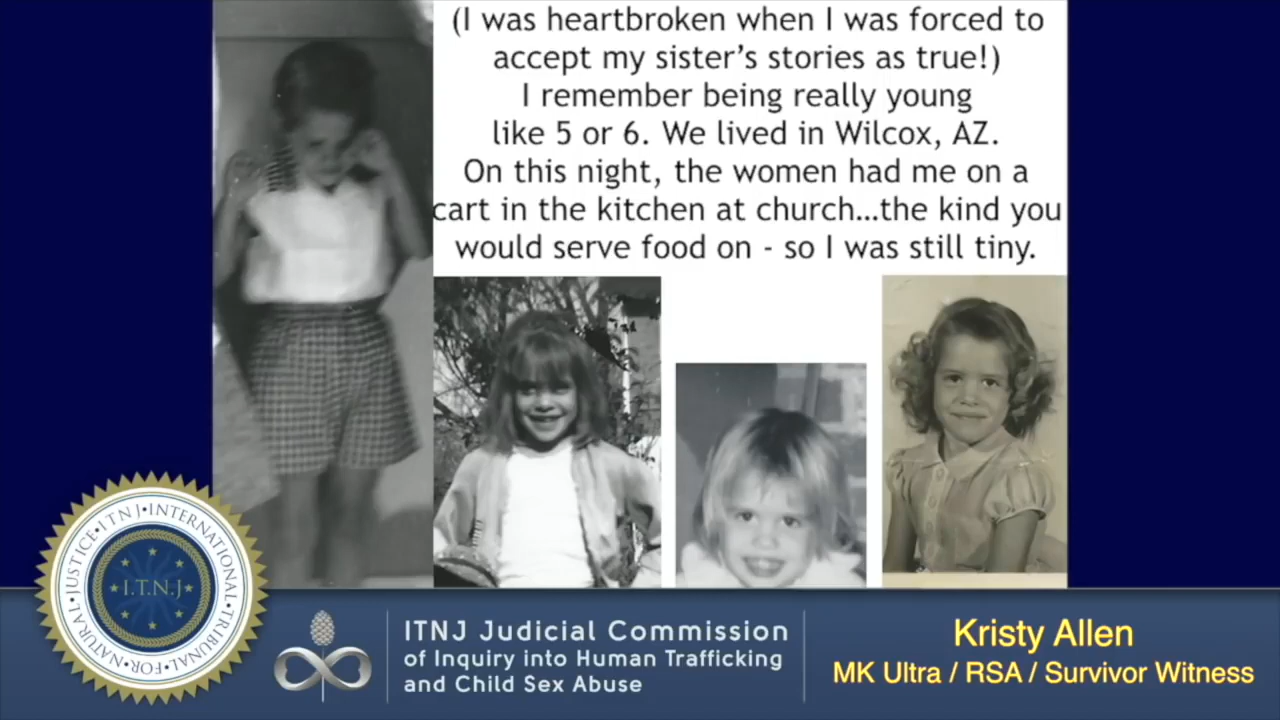 (I was heartbroken when I was forced to
accept my sister's stories as true!)
I remember being really young
like 5 or 6. We lived in Wilcox, AZ.
On this night, the women had me on a
cart in the kitchen at church...the kind you
would serve food on - so I was still tiny.
•ITNJ•INTERNATIONAL•TRIBUNAL•FOR•NATURAL•JUSTICE
I.T.N.J
ITNJ Judicial Commission
of Inquiry into Human Trafficking
and Child Sex Abuse
Kristy Allen
MK Ultra / RSA / Survivor Witness